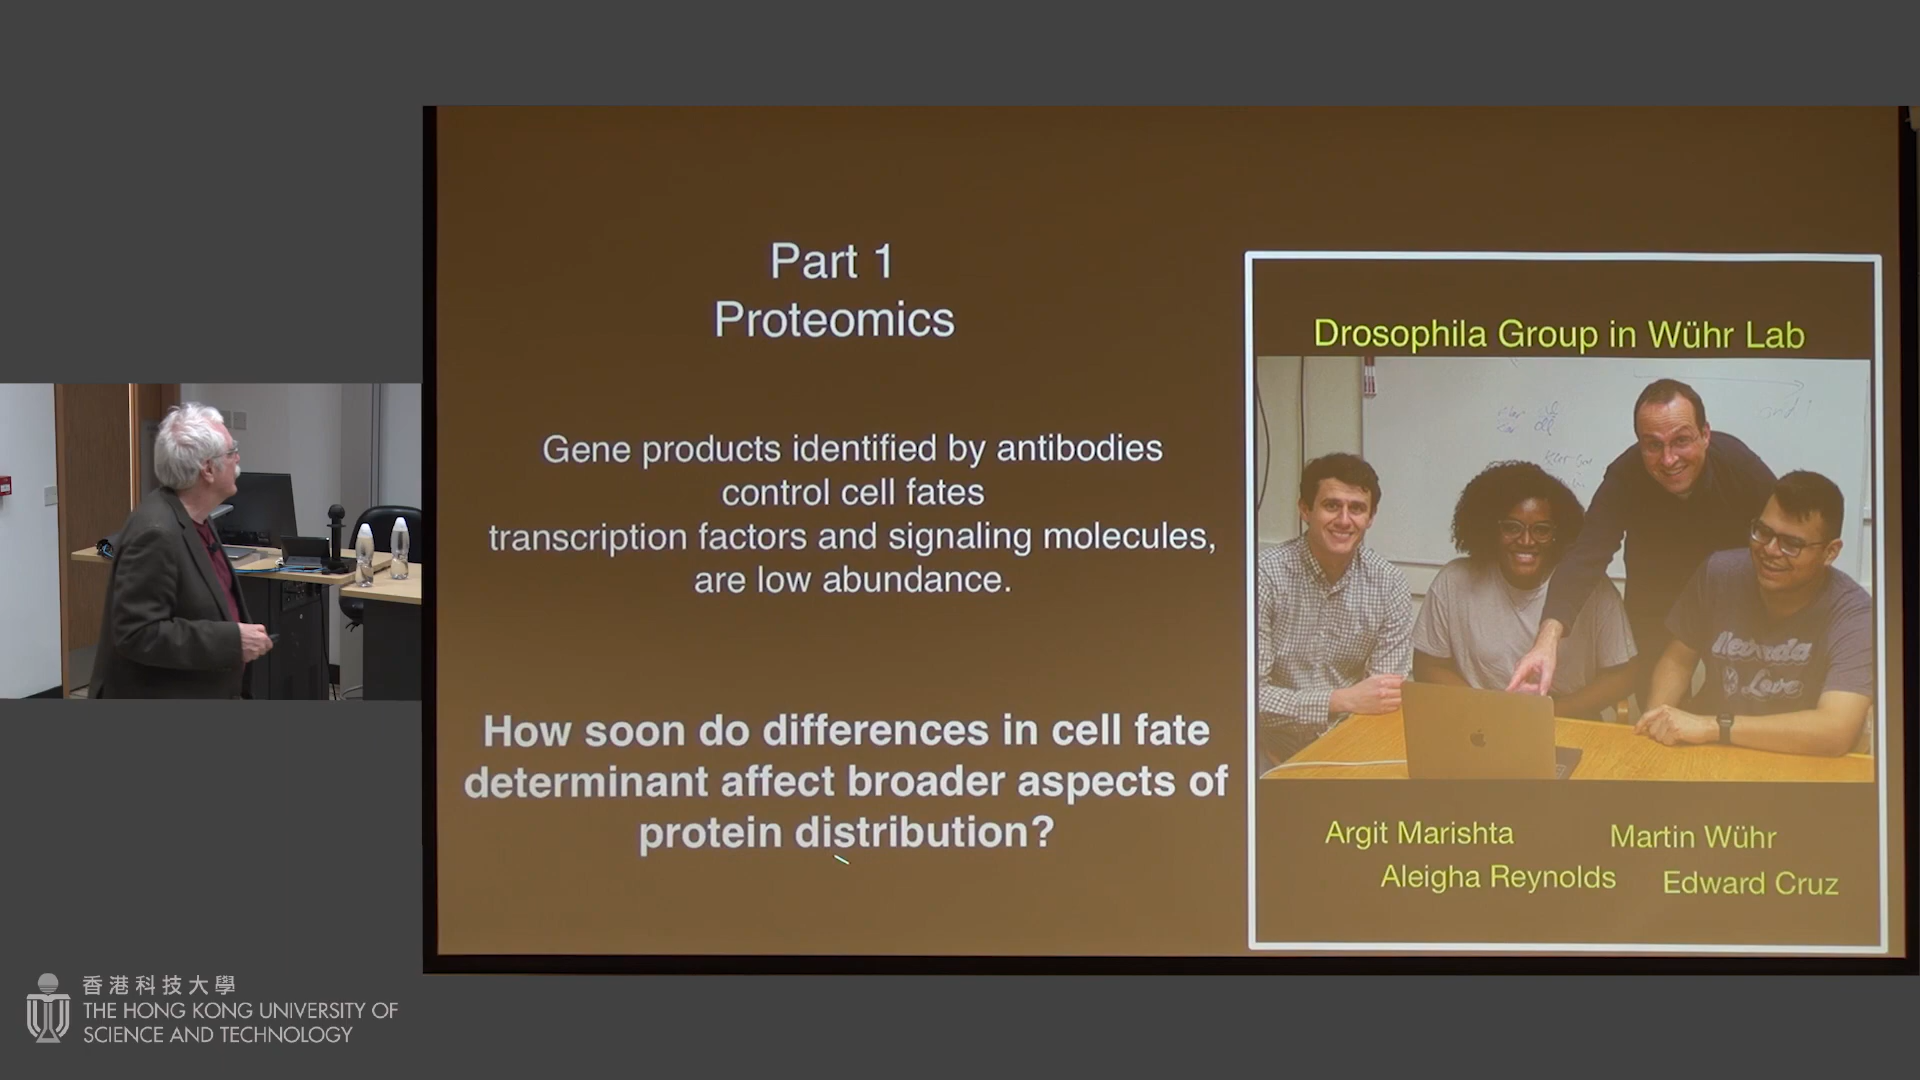 Part 1
Proteomics
Gene products identified by antibodies
control cell fates
transcription factors and signaling molecules,
are low abundance.
How soon do differences in cell fate
determinant affect broader aspects of
protein distribution?
Drosophila Group in Wühr Lab
Nevada
Love
Argit Marishta
Martin Wühr
Aleigha Reynolds
Edward Cruz
香港科技大學
THE HONG KONG UNIVERSITY OF
SCIENCE AND TECHNOLOGY